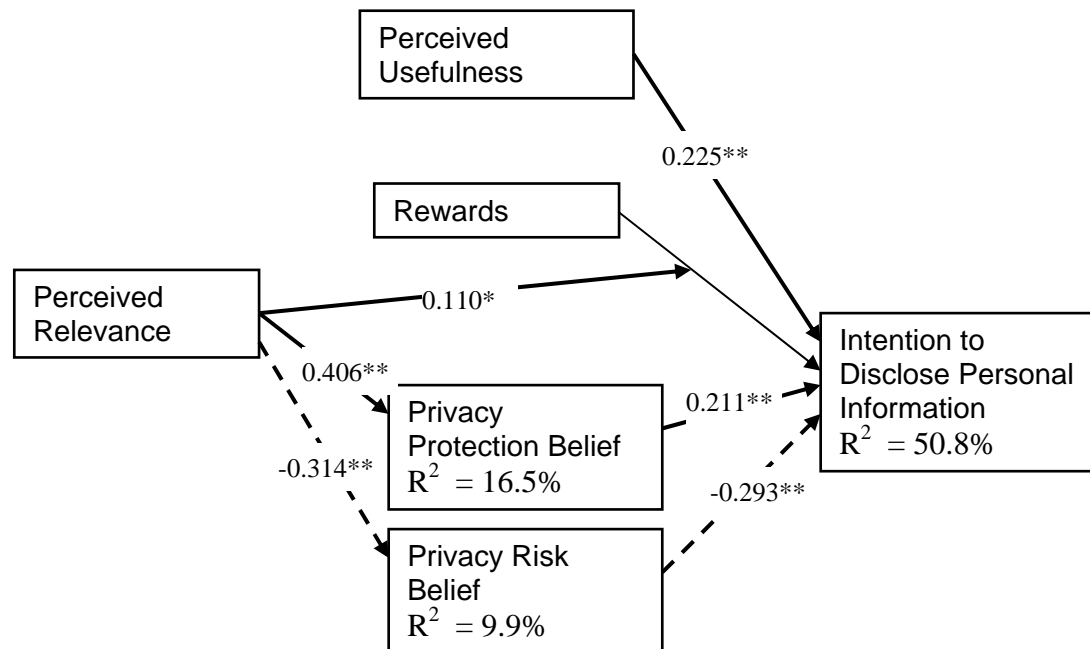 Perceived
Usefulness
0.225**
Rewards
Perceived
Relevance
0.110*
Intention to
Disclose Personal
Information
R² = 50.8%
0.406**
Privacy
Protection Belief
R² = 16.5%
0.211**
-0.314**
-0.293**
Privacy Risk
Belief
R² = 9.9%